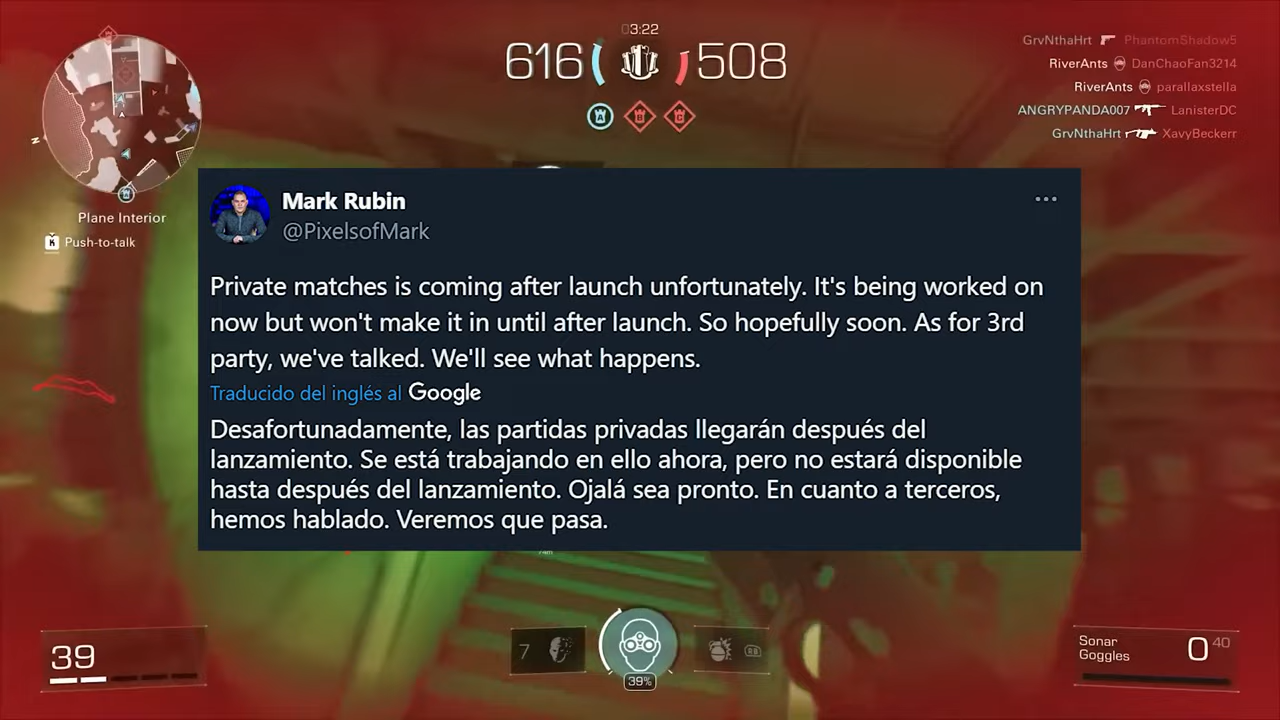 03:22
616 508
GrvNthaHrt PhantomShadow5
RiverAnts DanChaoFan3214
RiverAnts parallaxstella
ANGRYPANDA007 LanisterDC
GrvNthaHrt XavyBeckerr
Z
A
Plane Interior
K Push-to-talk
Mark Rubin
@PixelsofMark
Private matches is coming after launch unfortunately. It's being worked on
now but won't make it in until after launch. So hopefully soon. As for 3rd
party, we've talked. We'll see what happens.
Traducido del inglés al Google
Desafortunadamente, las partidas privadas llegarán después del
lanzamiento. Se está trabajando en ello ahora, pero no estará disponible
hasta después del lanzamiento. Ojalá sea pronto. En cuanto a terceros,
hemos hablado. Veremos que pasa.
39
7
39%
RB
Sonar
Goggles
0 40